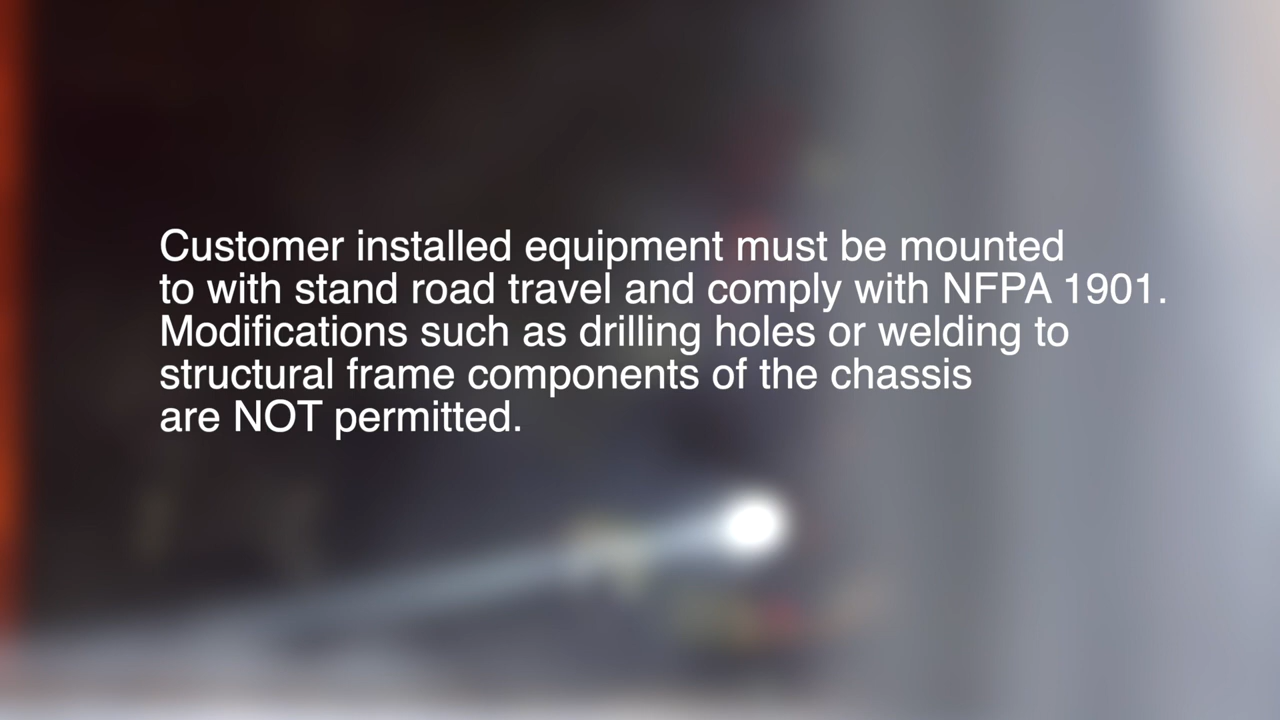 Customer installed equipment must be mounted
to with stand road travel and comply with NFPA 1901.
Modifications such as drilling holes or welding to
structural frame components of the chassis
are NOT permitted.